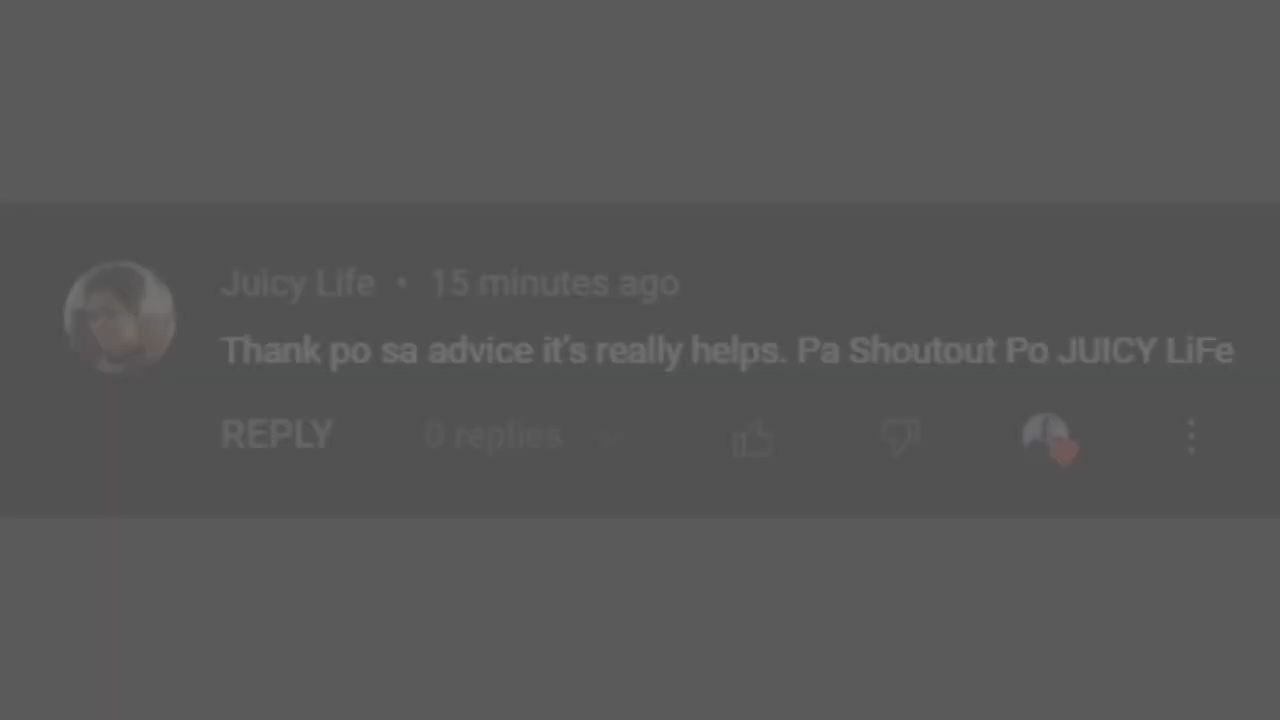 Juicy Life • 15 minutes ago
Thank po sa advice it's really helps. Pa Shoutout Po JUICY LiFe
REPLY 0 replies